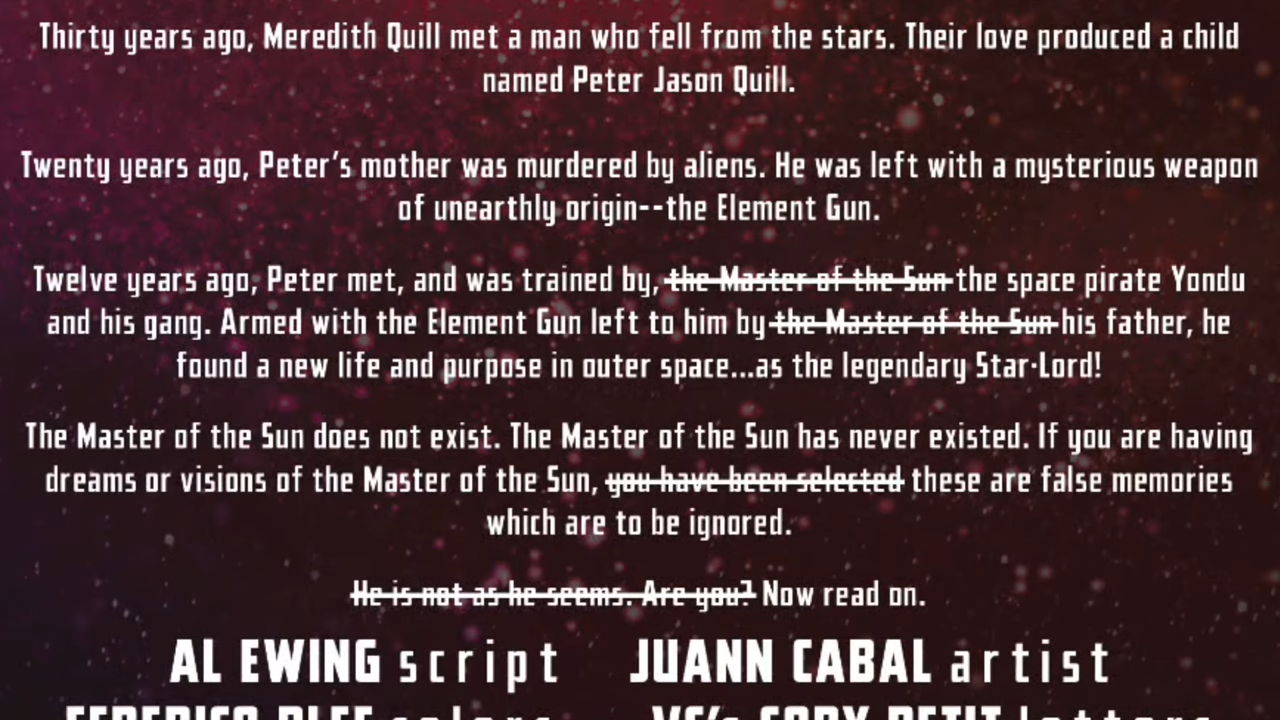 Thirty years ago, Meredith Quill met a man who fell from the stars. Their love produced a child
named Peter Jason Quill.
Twenty years ago, Peter's mother was murdered by aliens. He was left with a mysterious weapon
of unearthly origin--the Element Gun.
Twelve years ago, Peter met, and was trained by, the Master of the Sun the space pirate Yondu
and his gang. Armed with the Element Gun left to him by the Master of the Sun his father, he
found a new life and purpose in outer space...as the legendary Star-Lord!
The Master of the Sun does not exist. The Master of the Sun has never existed. If you are having
dreams or visions of the Master of the Sun, you have been selected these are false memories
which are to be ignored.
He is not as he seems. Are you? Now read on.
AL EWING script JUANN CABAL artist